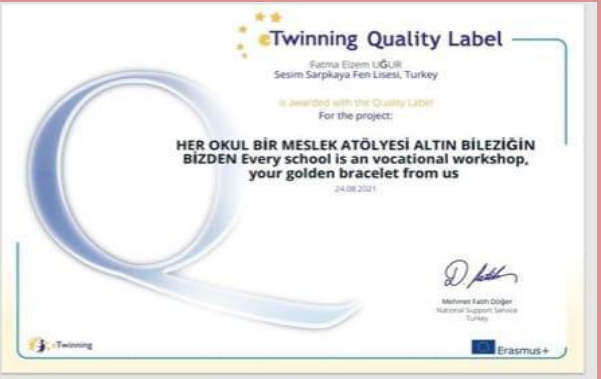 eTwinning Quality Label
Fatma Elzem UĞUR
Sesim Sarpkaya Fen Lisesi, Turkey
is awarded with the Quality Label
For the project:
HER OKUL BİR MESLEK ATÖLYESİ ALTIN BİLEZİĞİN
BİZDEN Every school is an vocational workshop,
your golden bracelet from us
24.08.2021
Mehmet Fatih Döğer
National Support Service
Turkey
eTwinning
Erasmus+